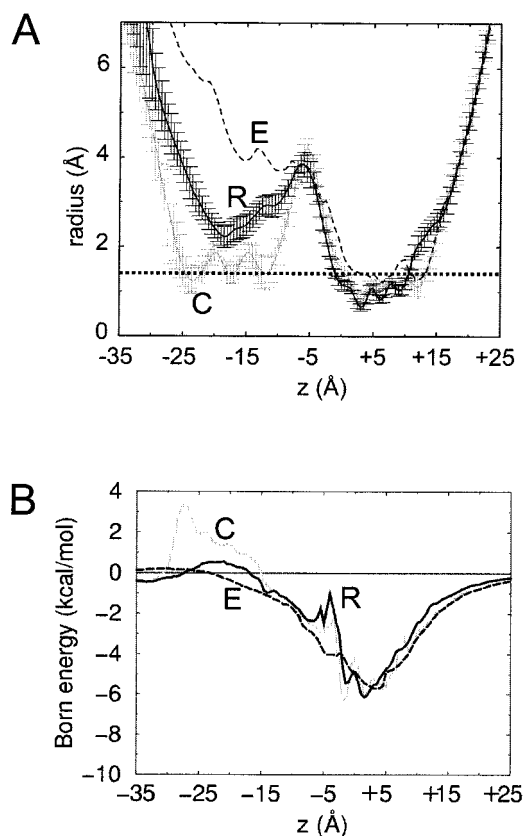 A
radius (Å)
6
4
2
0
E
R
C
-35 -25 -15 -5 +5 +15 +25
z (Å)
B
Born energy (kcal/mol)
4
2
0
−2
−4
−6
−8
−10
C
E
R
−35 −25 −15 −5 +5 +15 +25
z (Å)